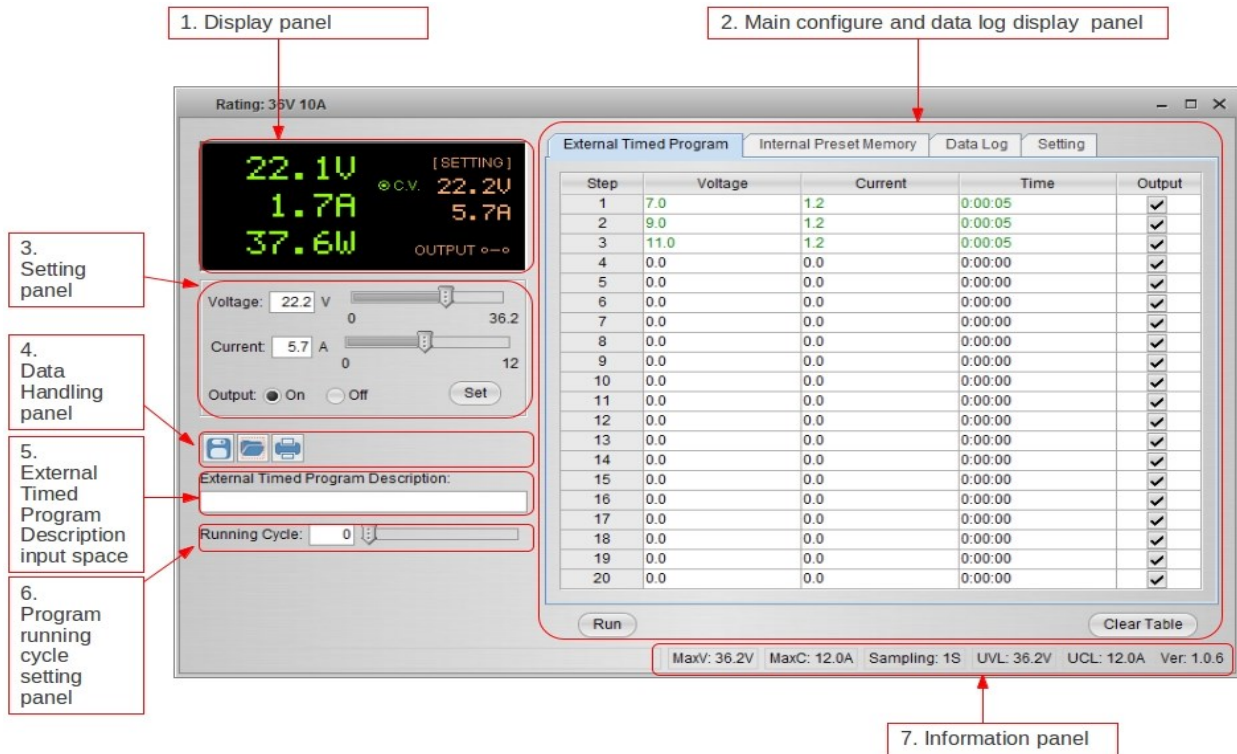 1. Display panel
2. Main configure and data log display panel
Rating: 36V 10A
22.1V
1.7A
37.6W
C.V.
[SETTING]
22.2V
5.7A
OUTPUT
3.
Setting
panel
Voltage: 22.2 V
0 36.2
Current: 5.7 A
0 12
Output: On Off Set
4.
Data
Handling
panel
5.
External
Timed
Program
Description
input space
External Timed Program Description:
6.
Program
running
cycle
setting
panel
Running Cycle: 0
External Timed Program Internal Preset Memory Data Log Setting
Step Voltage Current Time Output
1 7.0 1.2 0:00:05
2 9.0 1.2 0:00:05
3 11.0 1.2 0:00:05
4 0.0 0.0 0:00:00
5 0.0 0.0 0:00:00
6 0.0 0.0 0:00:00
7 0.0 0.0 0:00:00
8 0.0 0.0 0:00:00
9 0.0 0.0 0:00:00
10 0.0 0.0 0:00:00
11 0.0 0.0 0:00:00
12 0.0 0.0 0:00:00
13 0.0 0.0 0:00:00
14 0.0 0.0 0:00:00
15 0.0 0.0 0:00:00
16 0.0 0.0 0:00:00
17 0.0 0.0 0:00:00
18 0.0 0.0 0:00:00
19 0.0 0.0 0:00:00
20 0.0 0.0 0:00:00
Run Clear Table
MaxV: 36.2V MaxC: 12.0A Sampling: 1S UVL: 36.2V UCL: 12.0A Ver: 1.0.6
7. Information panel